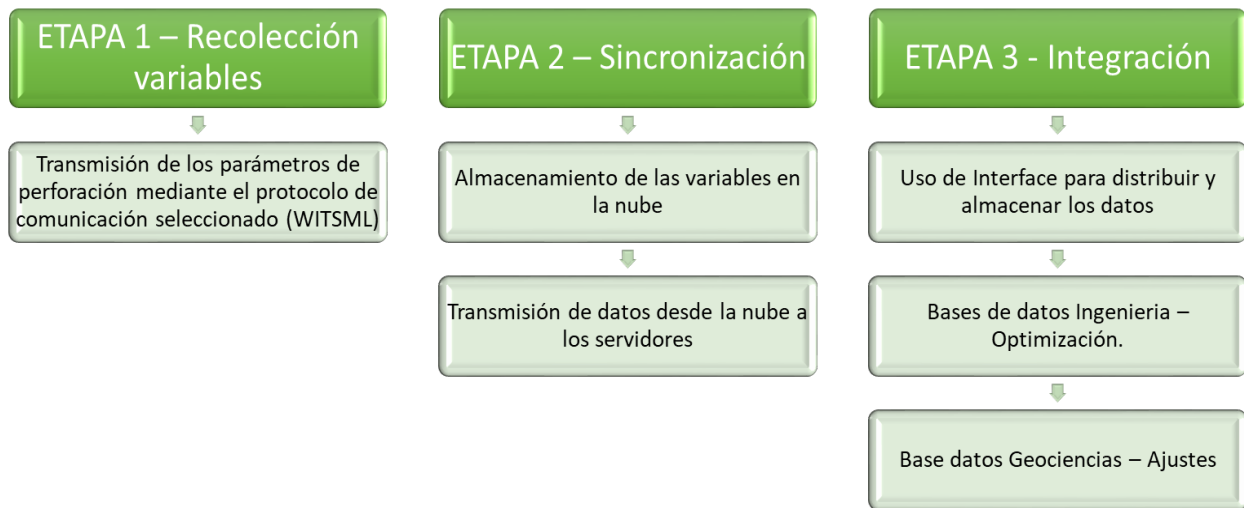 ETAPA 1 – Recolección
variables
Transmisión de los parámetros de
perforación mediante el protocolo de
comunicación seleccionado (WITSML)
ETAPA 2 – Sincronización
Almacenamiento de las variables en
la nube
Transmisión de datos desde la nube a
los servidores
ETAPA 3 - Integración
Uso de Interface para distribuir y
almacenar los datos
Bases de datos Ingenieria –
Optimización.
Base datos Geociencias – Ajustes